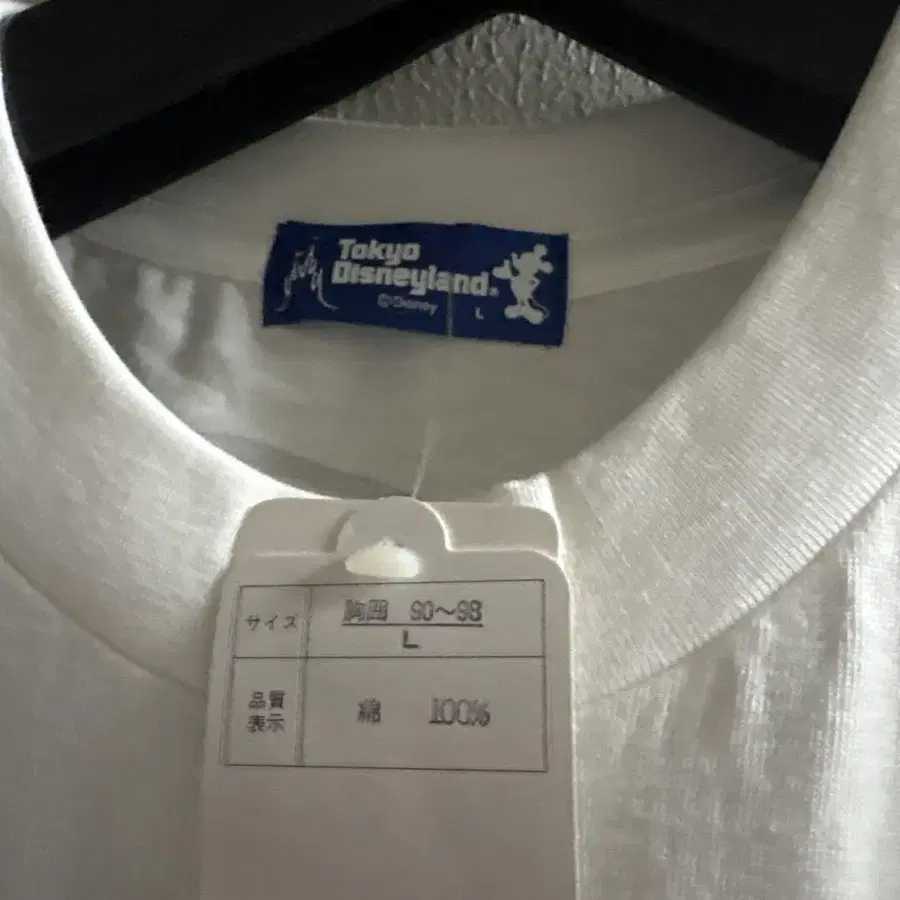 Tokyo
Disneyland®
©Disney L
サイズ 胸囲 90〜98
L
品質
表示 綿 100%